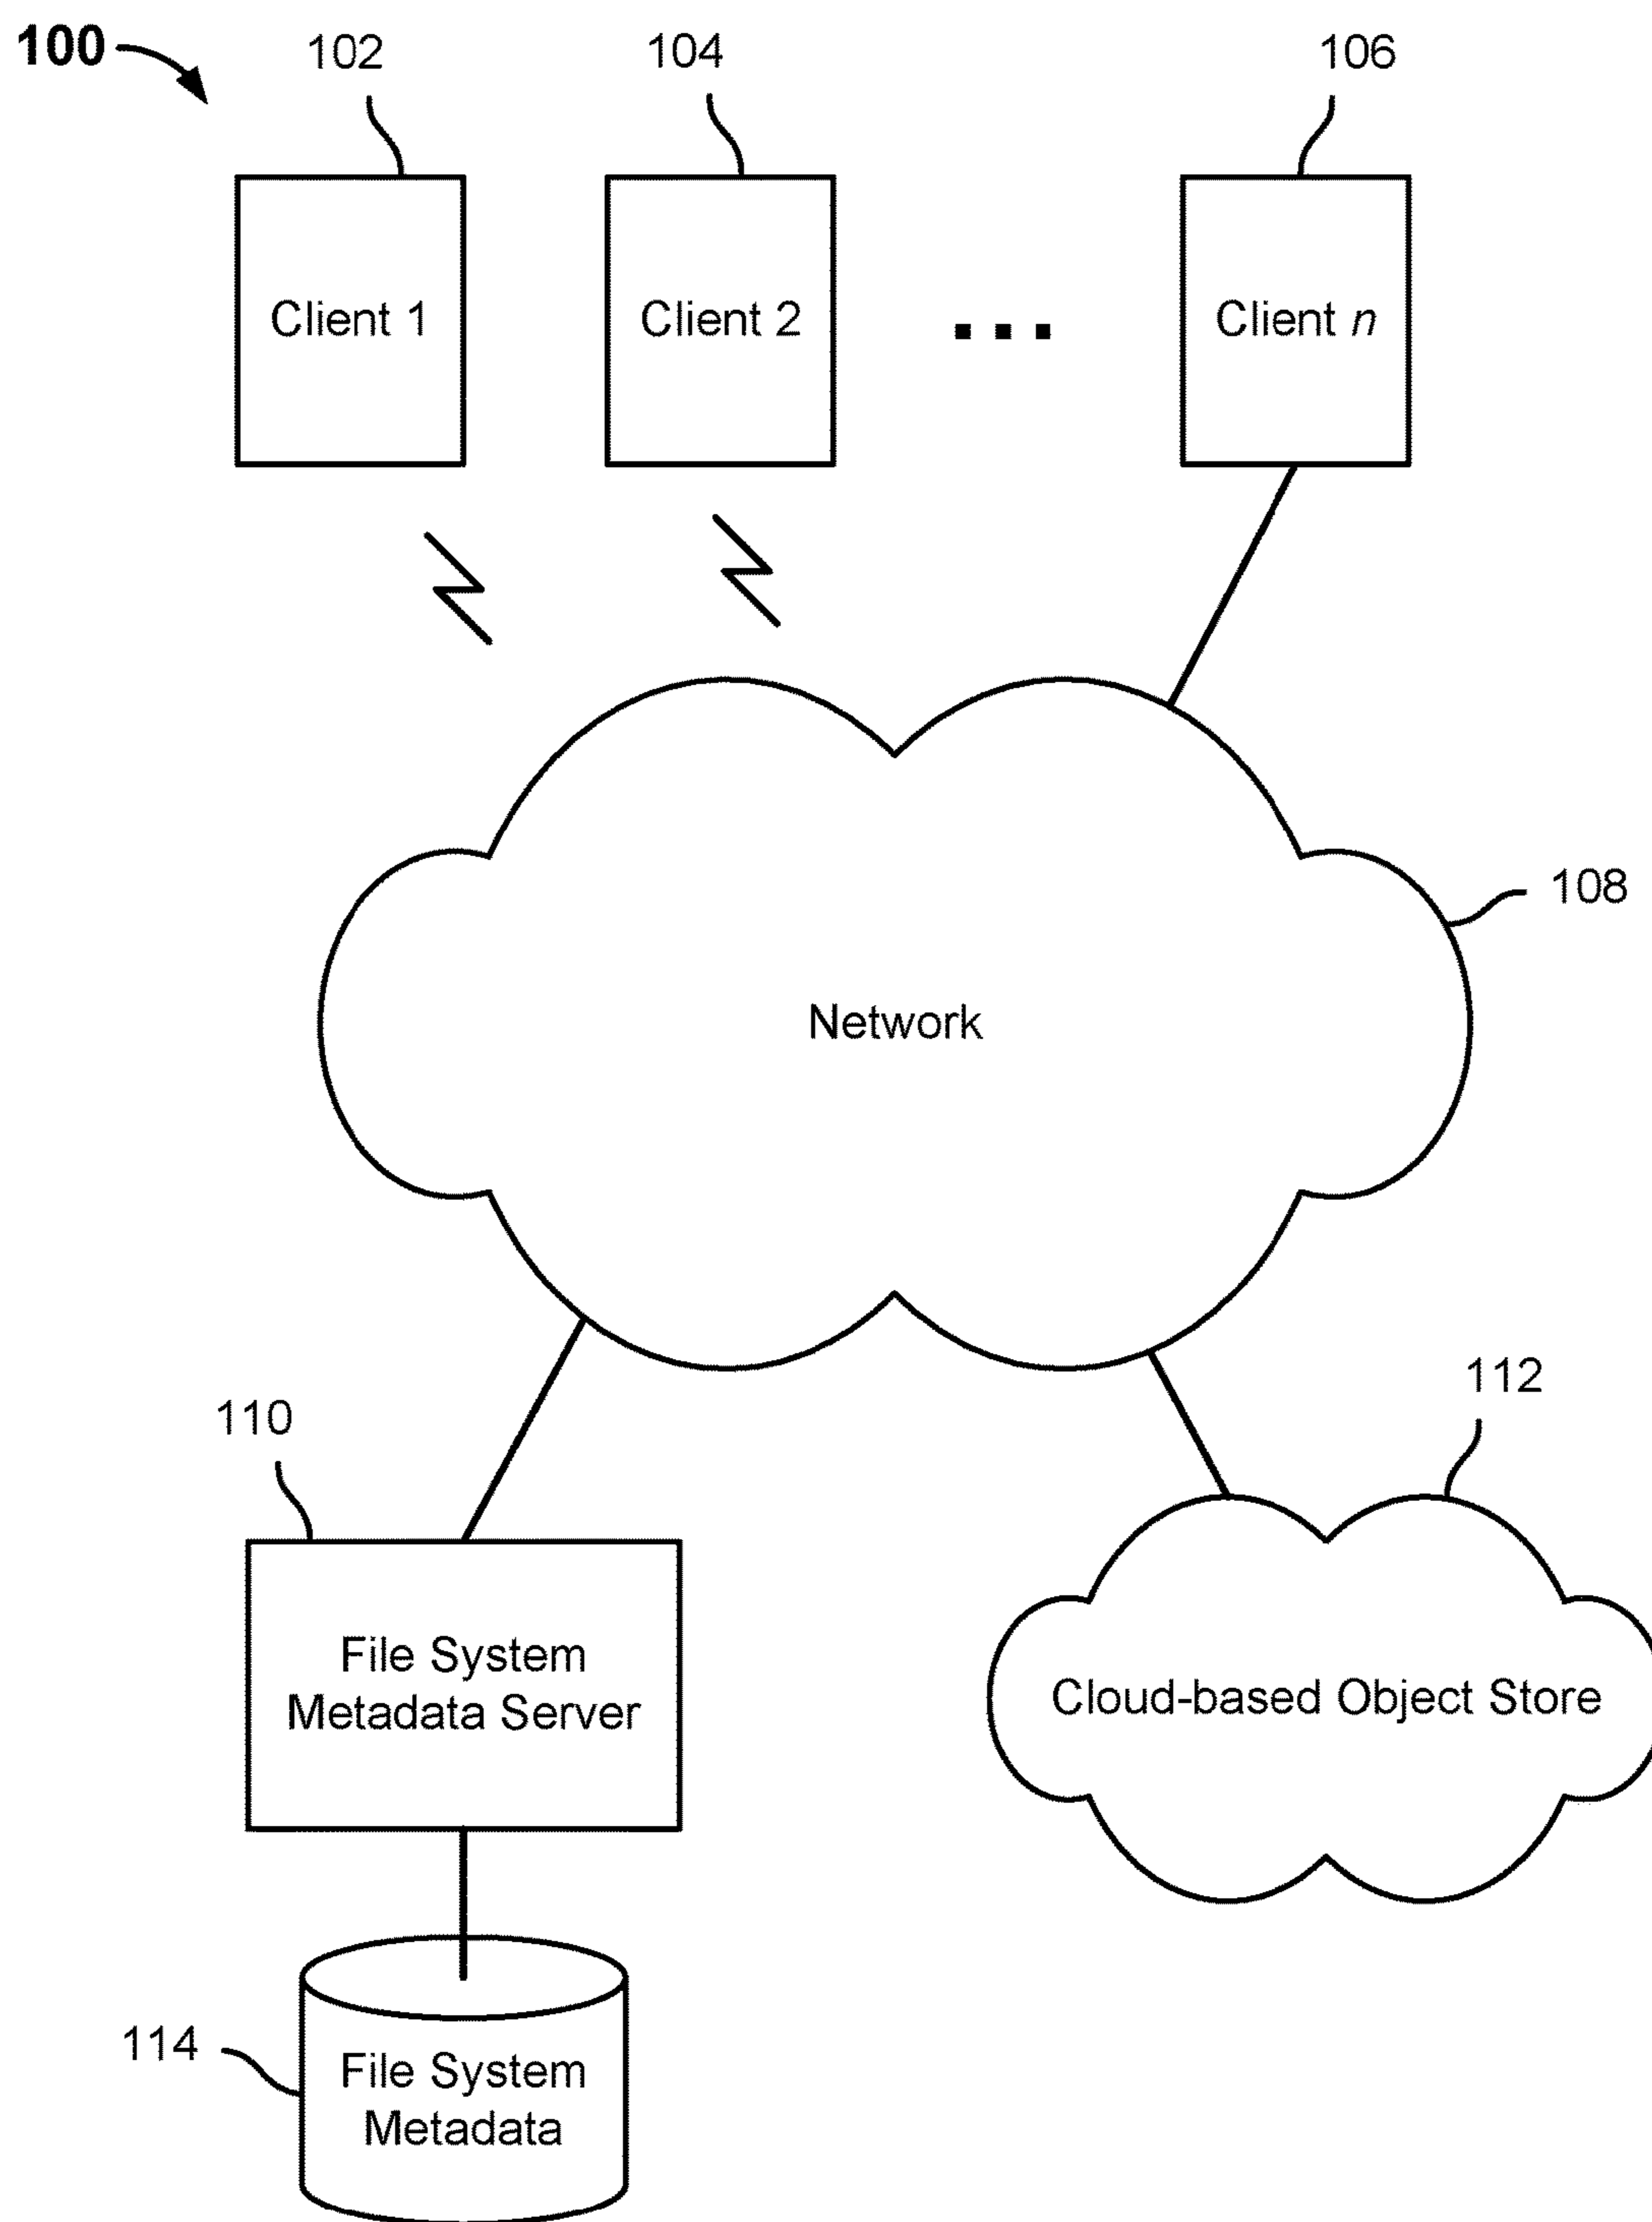 100
102
104
106
Client 1
Client 2
...
Client n
108
Network
112
110
File System
Metadata Server
Cloud-based Object Store
114
File System
Metadata